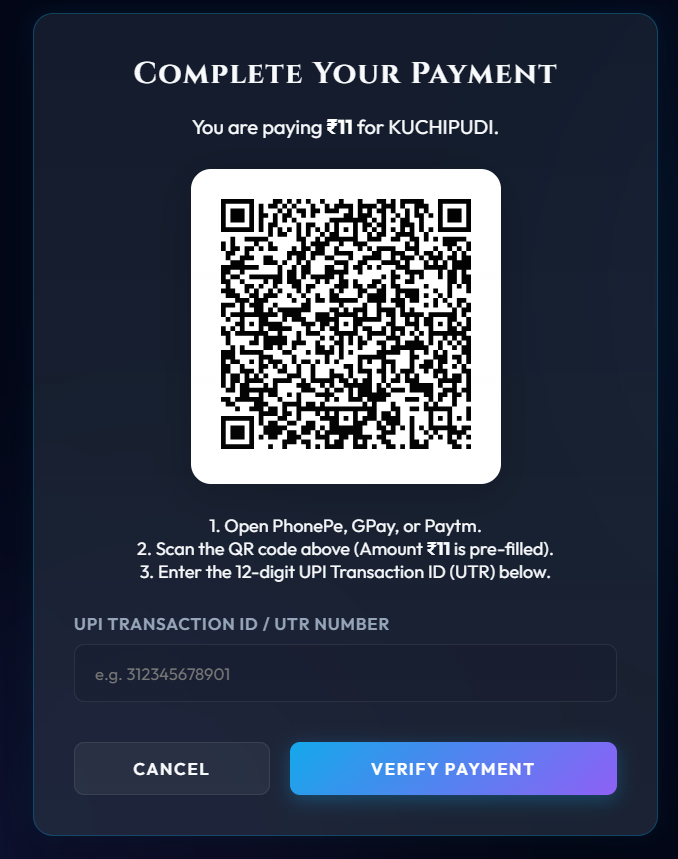 COMPLETE YOUR PAYMENT
You are paying ₹11 for KUCHIPUDI.
1. Open PhonePe, GPay, or Paytm.
2. Scan the QR code above (Amount ₹11 is pre-filled).
3. Enter the 12-digit UPI Transaction ID (UTR) below.
UPI TRANSACTION ID / UTR NUMBER
e.g. 312345678901
CANCEL
VERIFY PAYMENT